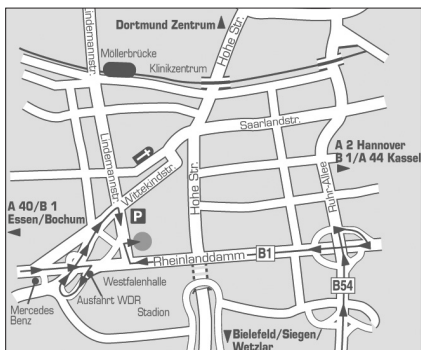 Dortmund Zentrum
Hohe Str.
Lindemannstr.
Möllerbrücke
Klinikzentrum
Saarlandstr.
A 2 Hannover
B 1/A 44 Kassel
Ruhr-Allee
Lindemannstr.
Wittekindstr.
Hohe Str.
A 40/B 1
Essen/Bochum
P
Rheinlanddamm
B1
B54
Westfalenhalle
Ausfahrt WDR
Stadion
Mercedes
Benz
Bielefeld/Siegen/
Wetzlar